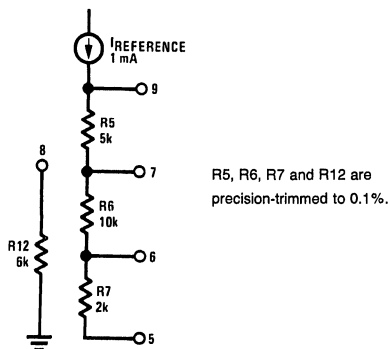 IREFERENCE
1 mA
9
R5
5k
8
7
R5, R6, R7 and R12 are
precision-trimmed to 0.1%.
R6
10k
R12
6k
6
R7
2k
5